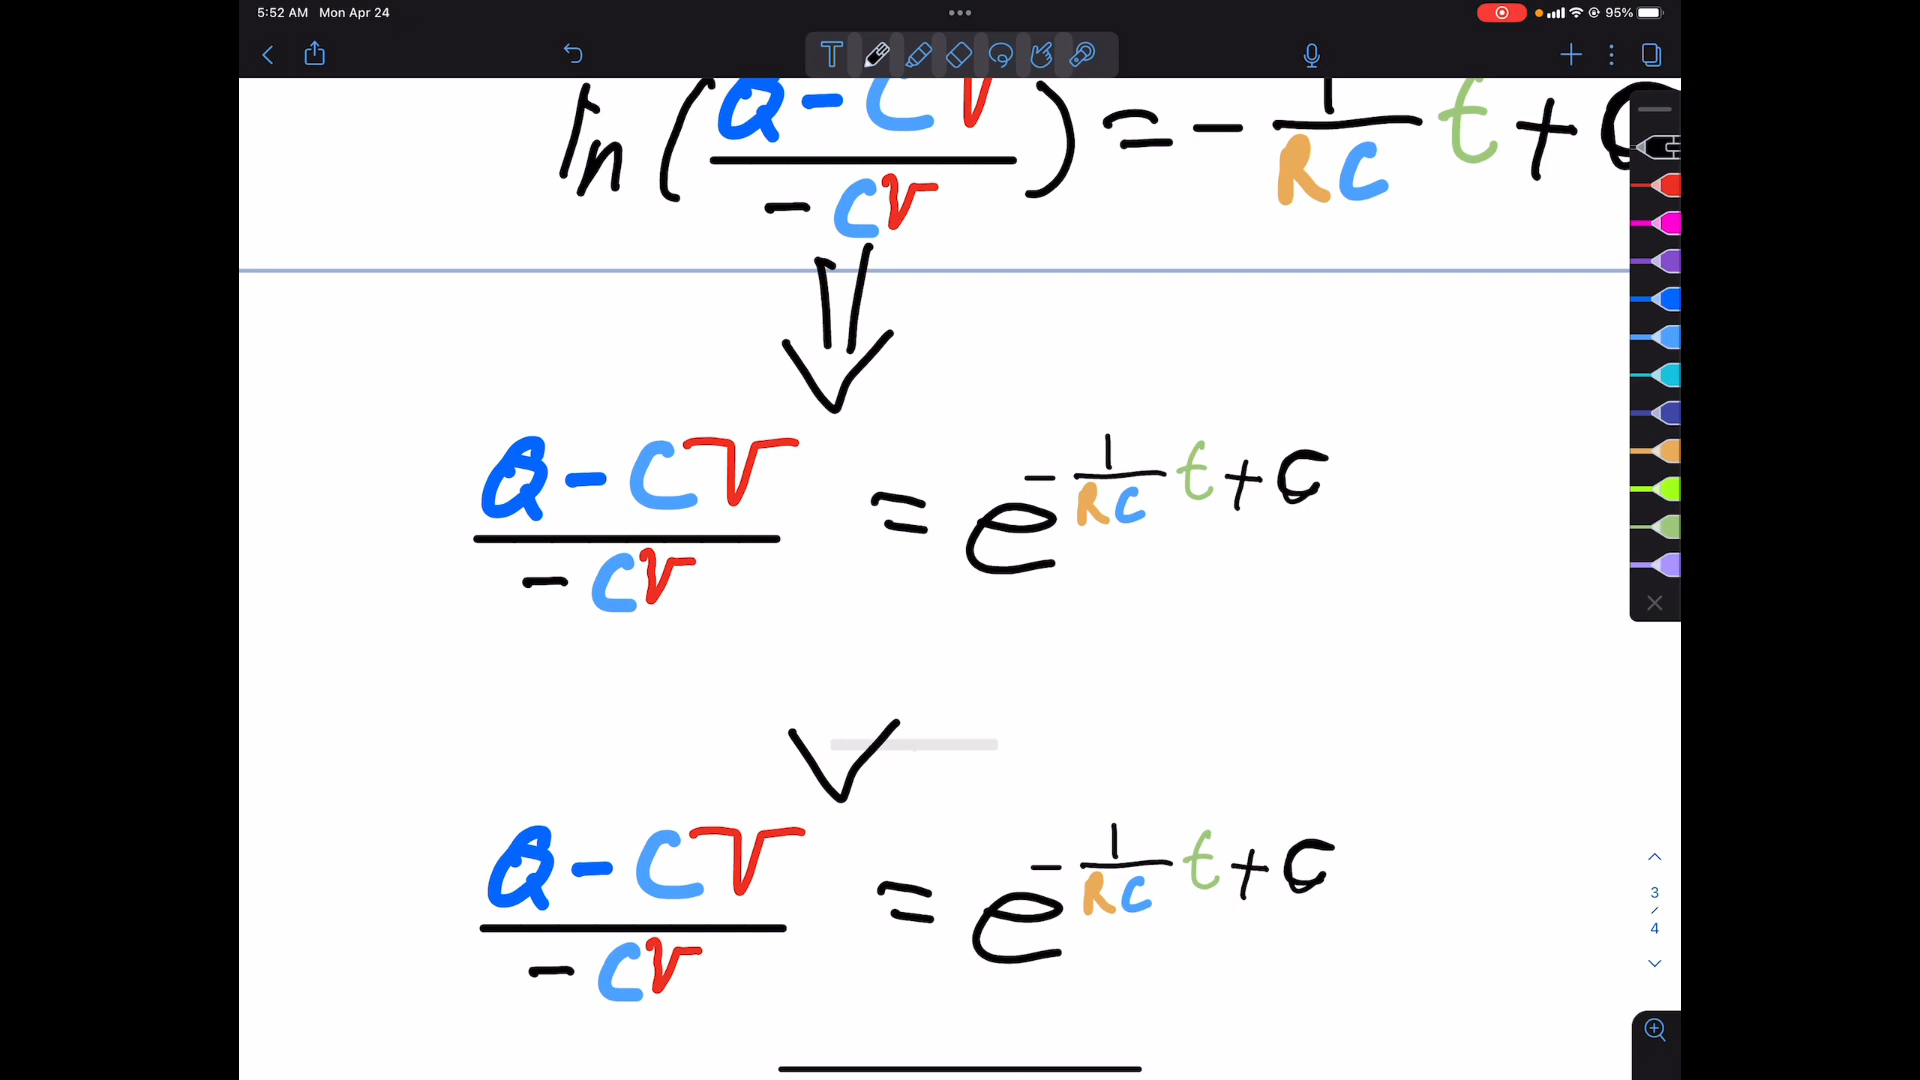 5:52 AM Mon Apr 24 95%
T
ln(Q-CV/-CV) = -1/RC t + C
Q-CV/-CV = e^-1/RC t + C
Q-CV/-CV = e^-1/RC t + C
3
/
4